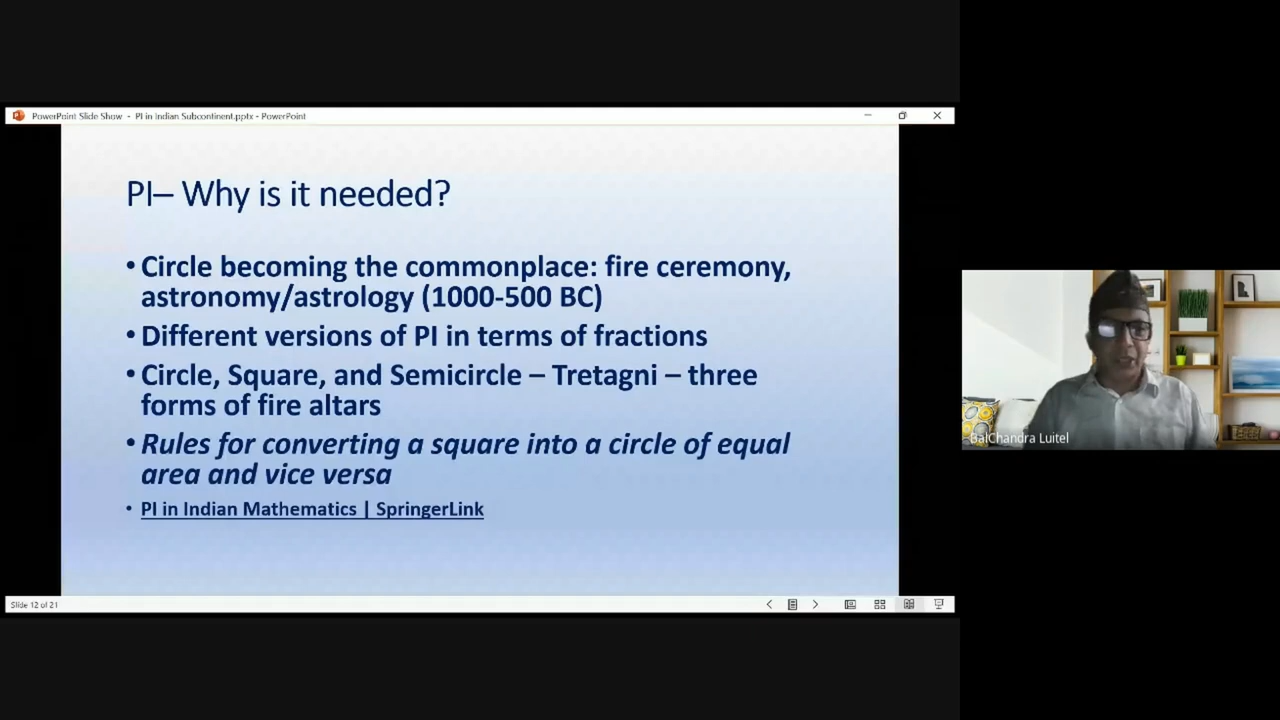 PowerPoint Slide Show - PI in Indian Subcontinent.pptx - PowerPoint
PI– Why is it needed?
• Circle becoming the commonplace: fire ceremony,
astronomy/astrology (1000-500 BC)
• Different versions of PI in terms of fractions
• Circle, Square, and Semicircle – Tretagni – three
forms of fire altars
• Rules for converting a square into a circle of equal
area and vice versa
• PI in Indian Mathematics | SpringerLink
Slide 12 of 21
BalChandra Luitel